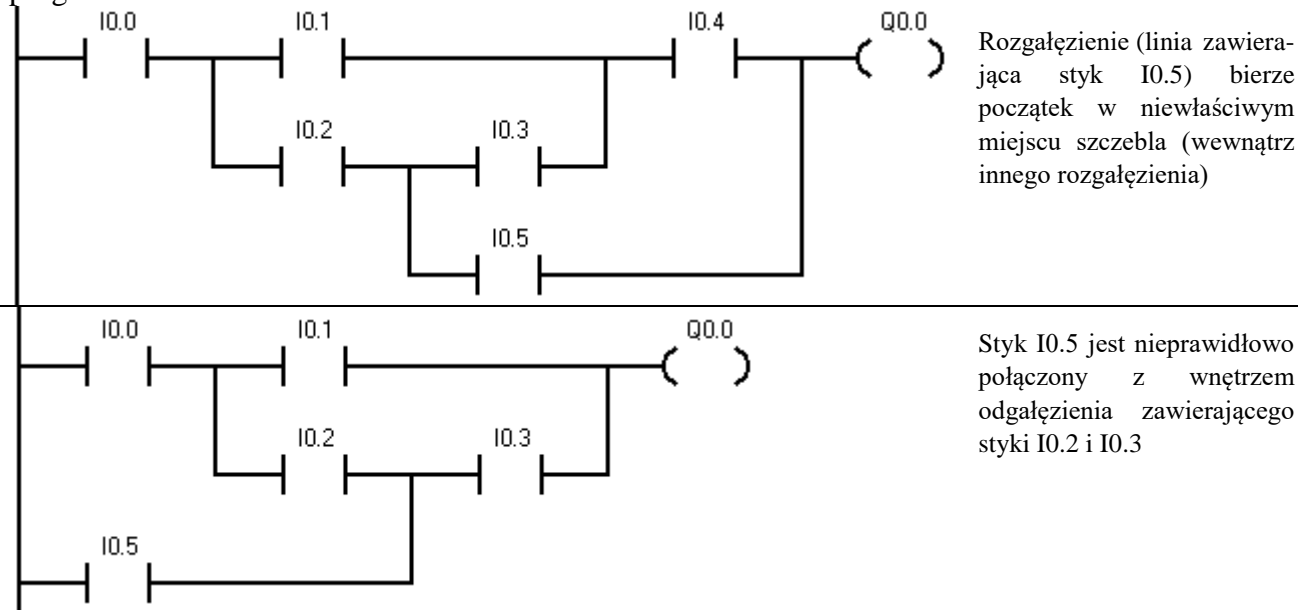 I0.0 I0.1 I0.4 Q0.0
I0.2 I0.3
I0.5
Rozgałęzienie (linia zawiera-
jąca styk I0.5) bierze
początek w niewłaściwym
miejscu szczebla (wewnątrz
innego rozgałęzienia)
I0.0 I0.1 Q0.0
I0.2 I0.3
I0.5
Styk I0.5 jest nieprawidłowo
połączony z wnętrzem
odgałęzienia zawierającego
styki I0.2 i I0.3